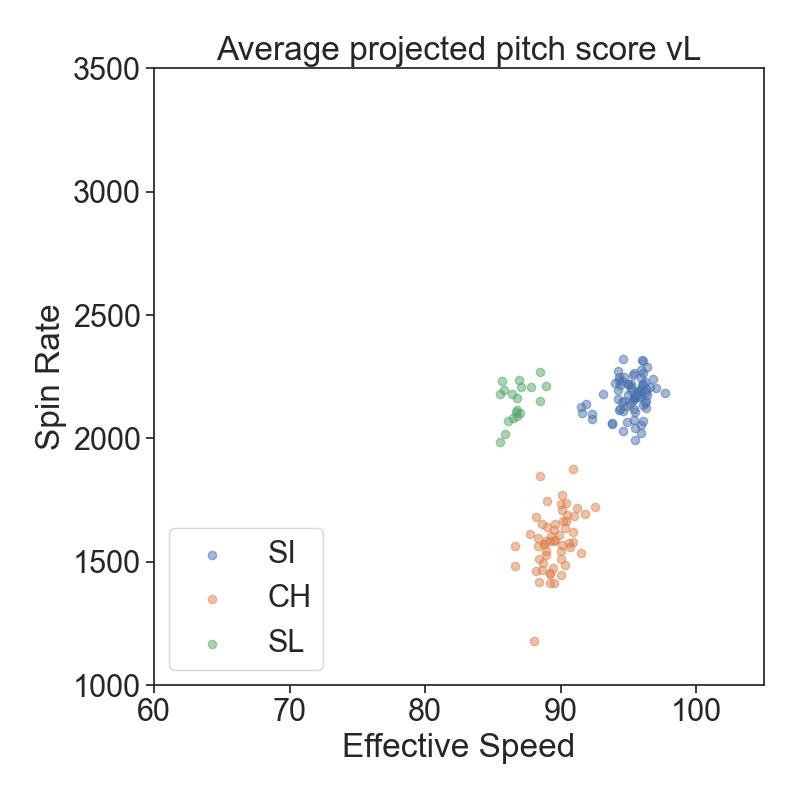 Average projected pitch score vL
3500
3000
2500
2000
1500
1000
Spin Rate
SI
CH
SL
60 70 80 90 100
Effective Speed